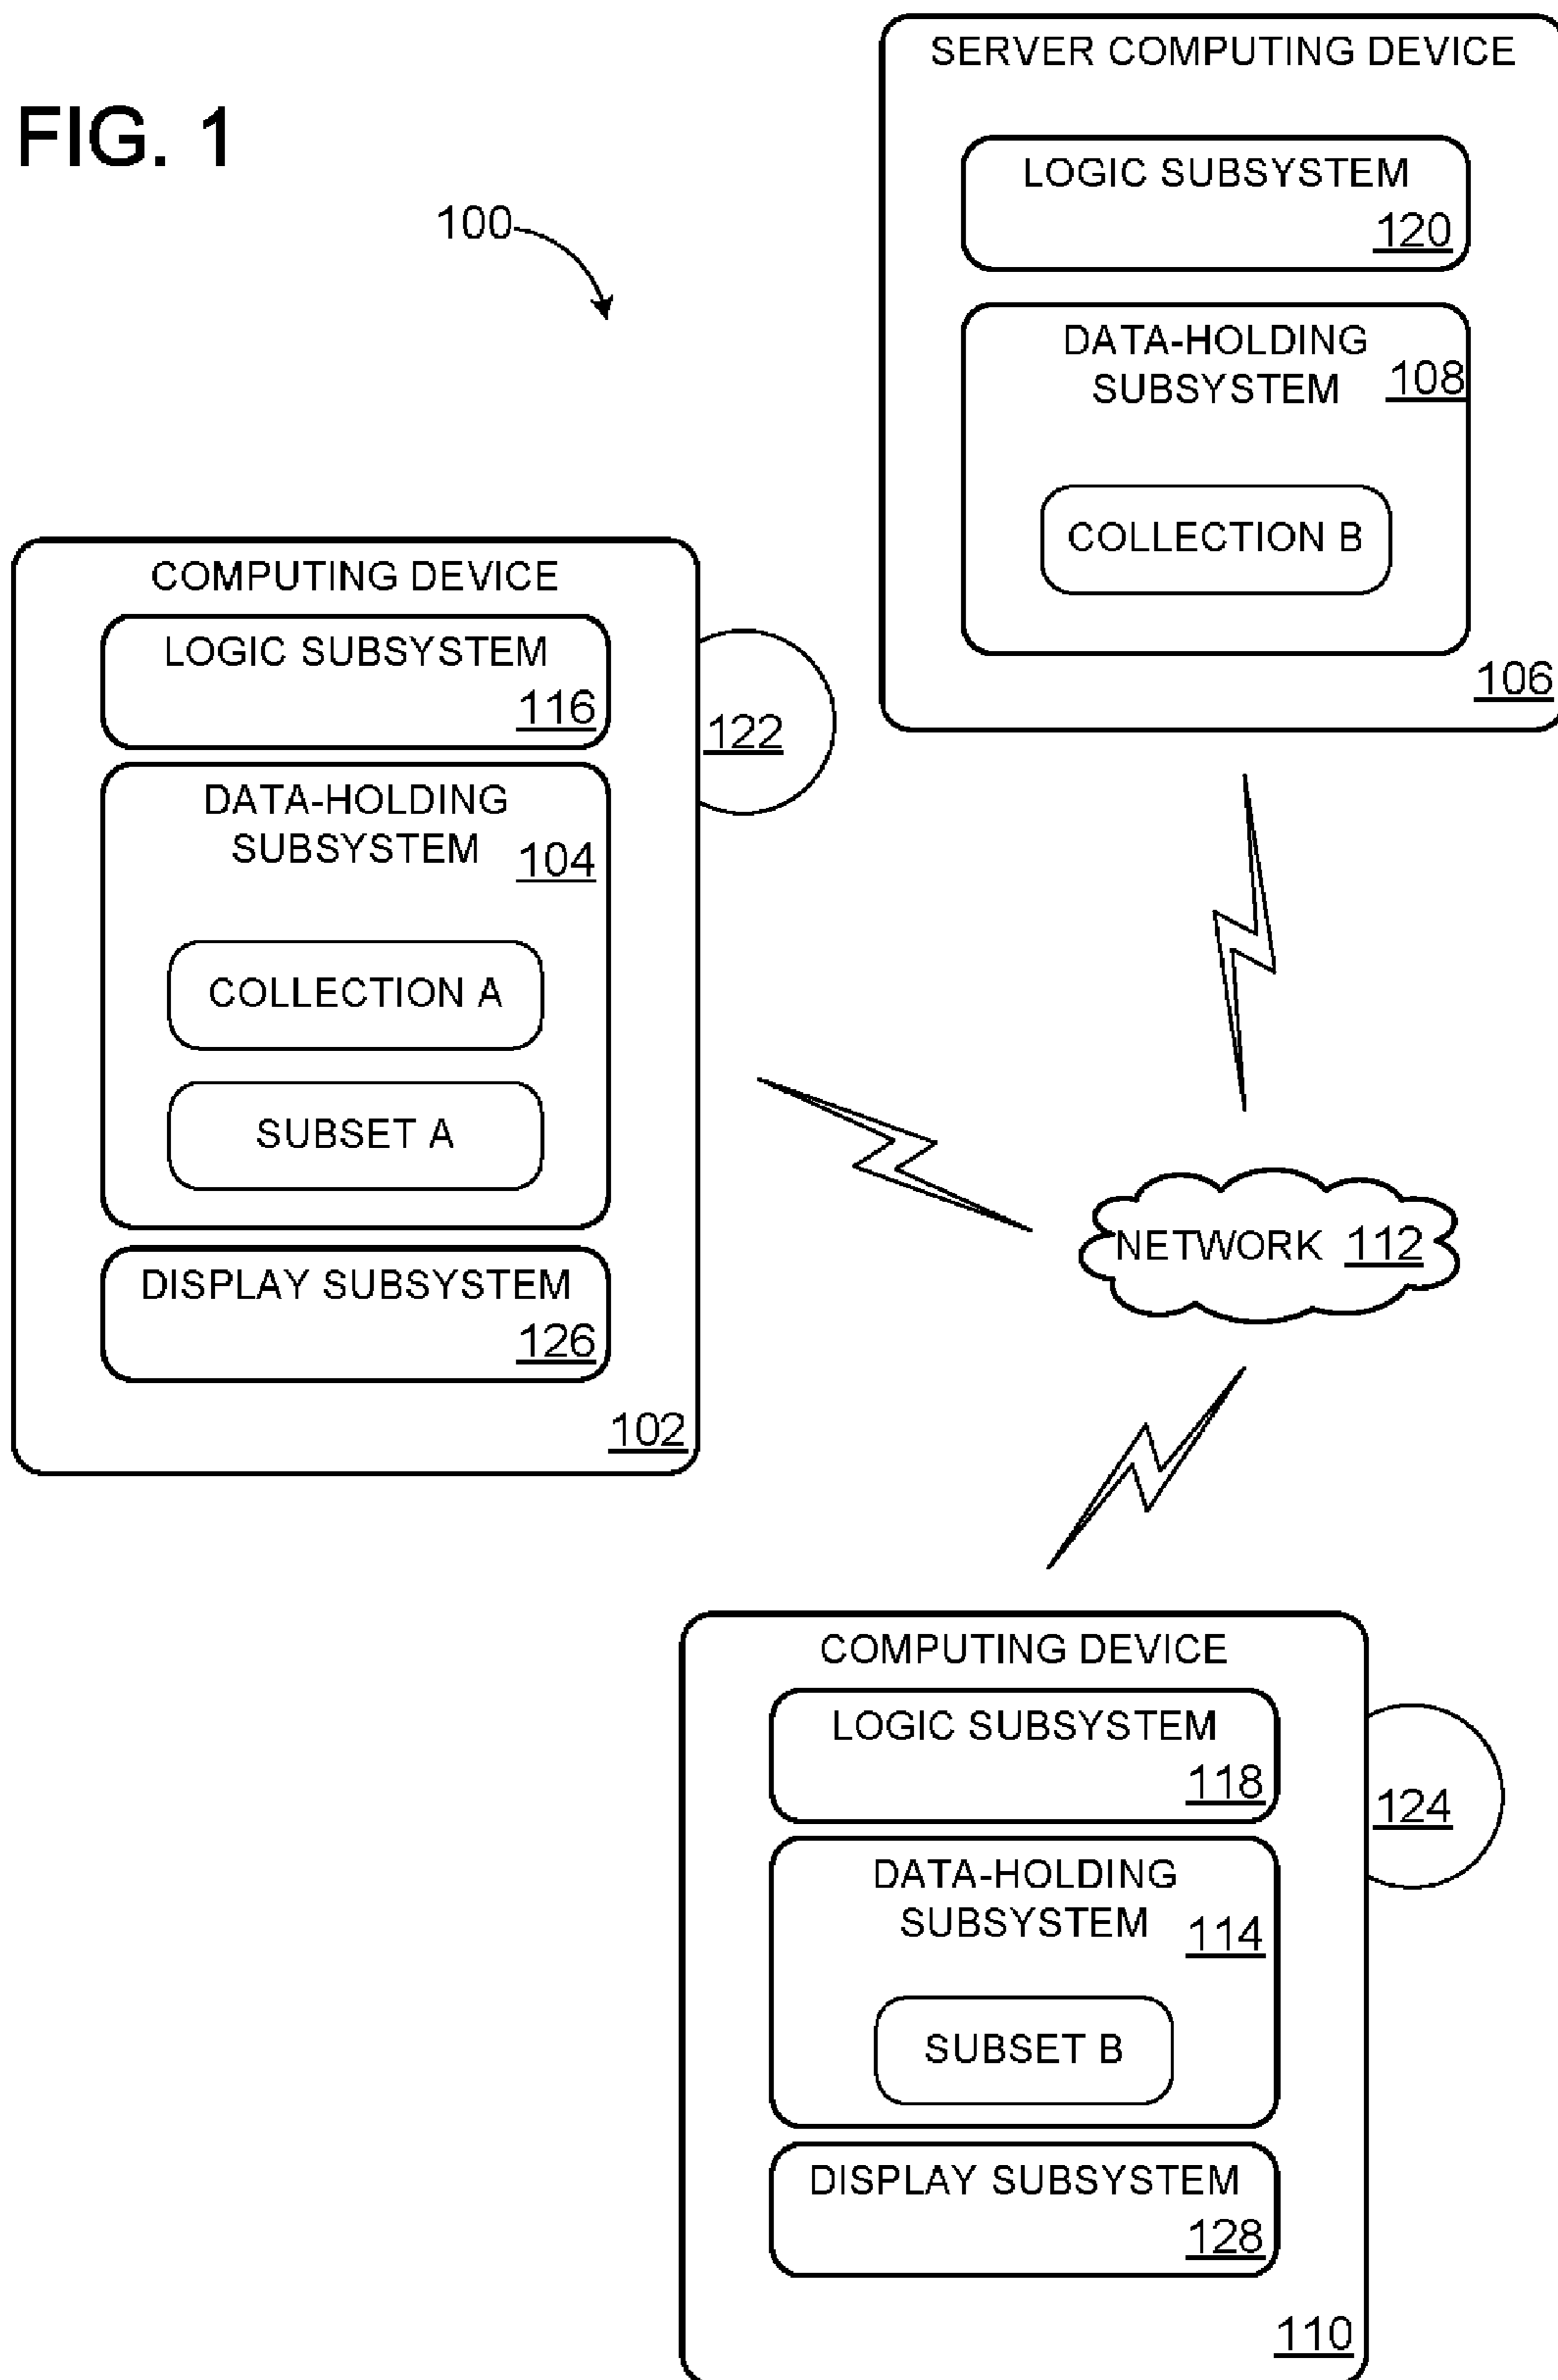 FIG. 1
100
SERVER COMPUTING DEVICE
LOGIC SUBSYSTEM
120
DATA-HOLDING
SUBSYSTEM 108
COLLECTION B
106
COMPUTING DEVICE
LOGIC SUBSYSTEM
116
DATA-HOLDING
SUBSYSTEM 104
COLLECTION A
SUBSET A
DISPLAY SUBSYSTEM
126
102
122
NETWORK 112
COMPUTING DEVICE
LOGIC SUBSYSTEM
118
DATA-HOLDING
SUBSYSTEM 114
SUBSET B
DISPLAY SUBSYSTEM
128
110
124